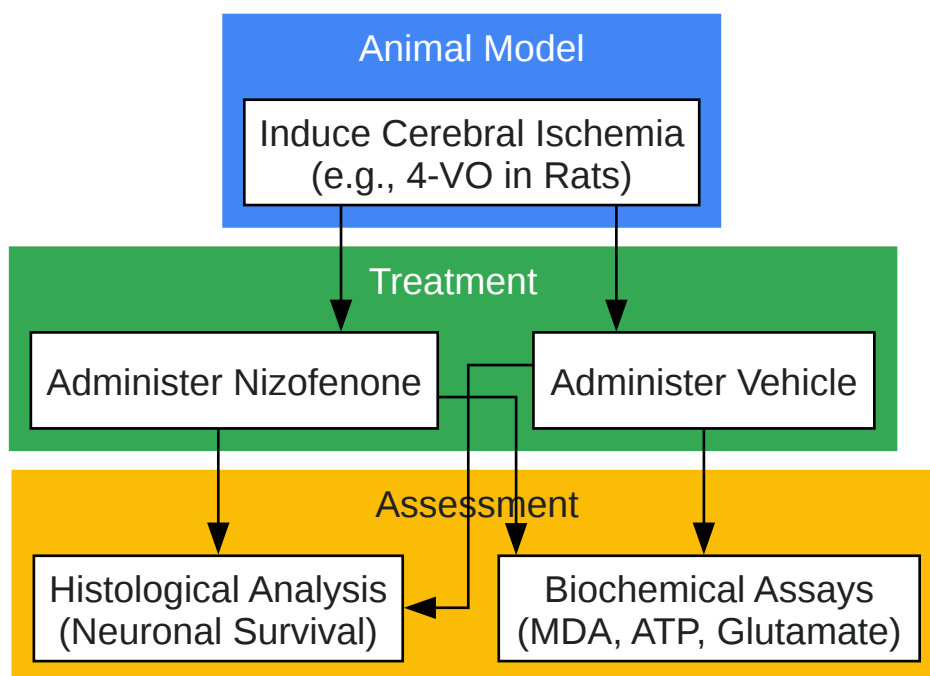 Animal Model
Induce Cerebral Ischemia
(e.g., 4-VO in Rats)
Treatment
Administer Nizofenone
Administer Vehicle
Assessment
Histological Analysis
(Neuronal Survival)
Biochemical Assays
(MDA, ATP, Glutamate)